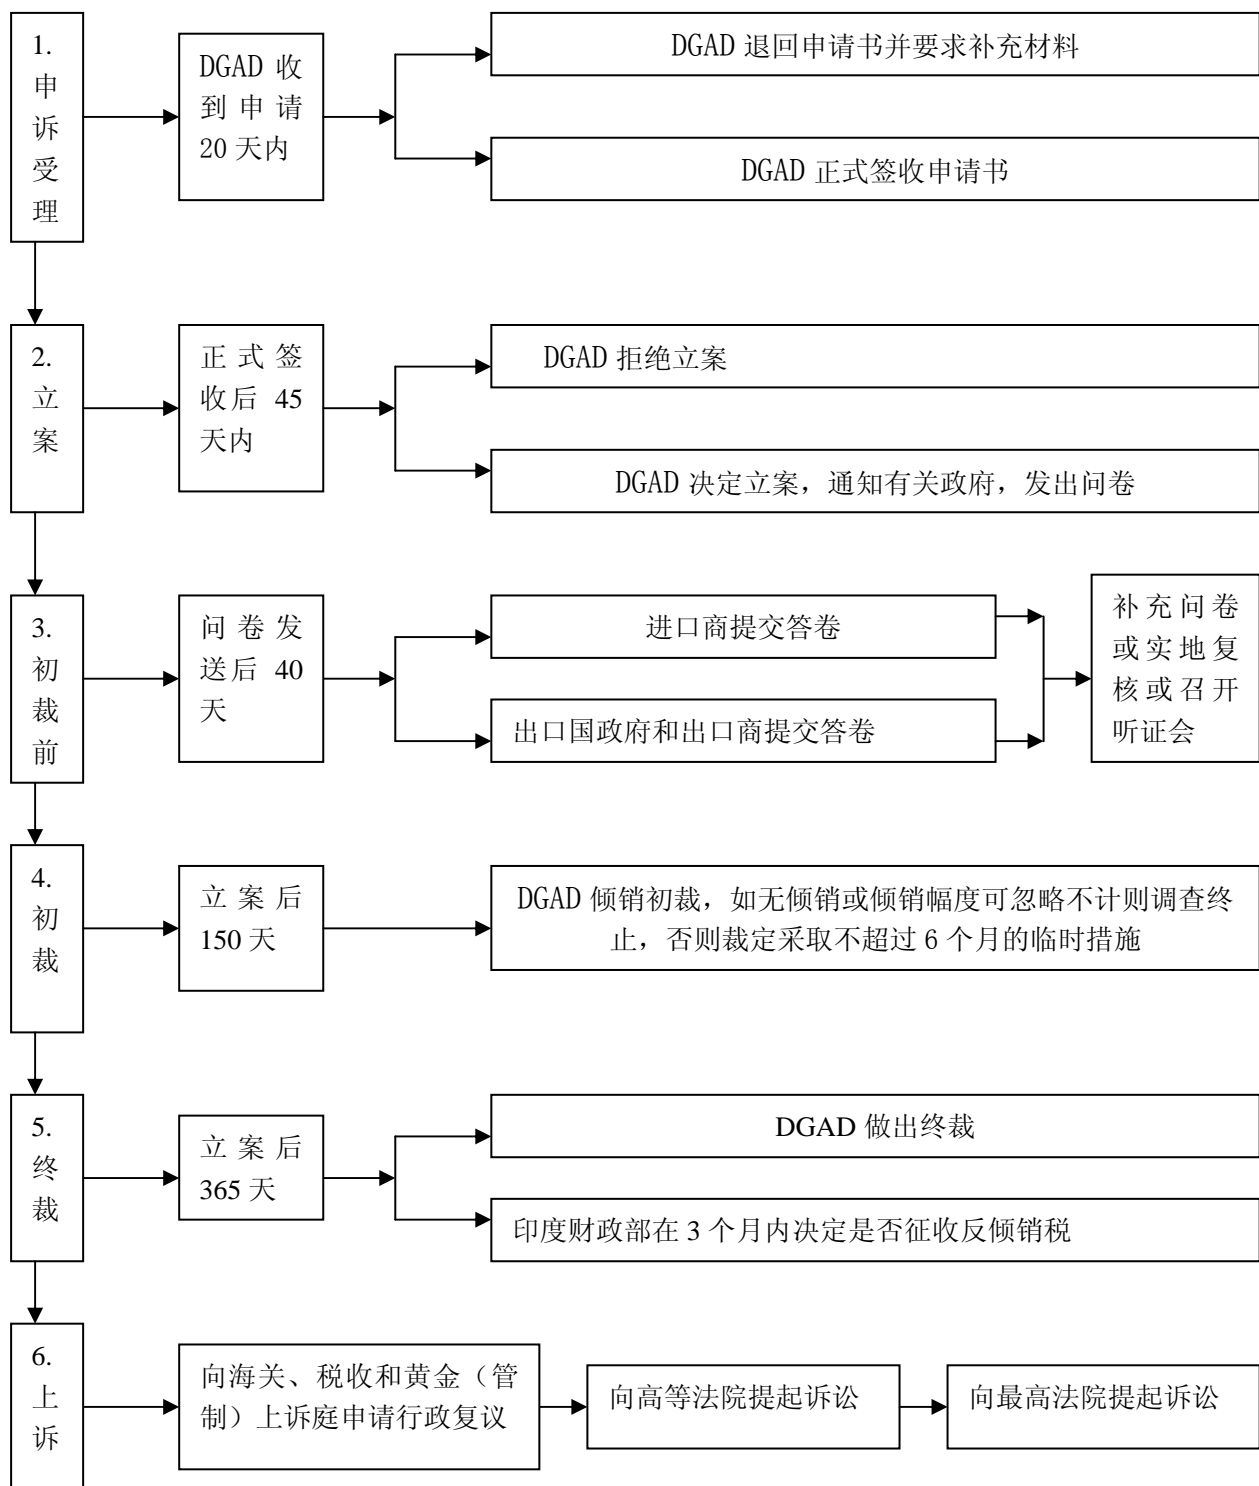 1.
申
诉
受
理
DGAD 收
到申请
20 天内
DGAD 退回申请书并要求补充材料
DGAD 正式签收申请书
2.
立
案
正式签
收后 45
天内
DGAD 拒绝立案
DGAD 决定立案，通知有关政府，发出问卷
3.
初
裁
前
问卷发
送后 40
天
进口商提交答卷
出口国政府和出口商提交答卷
补充问卷
或实地复
核或召开
听证会
4.
初
裁
立案后
150 天
DGAD 倾销初裁，如无倾销或倾销幅度可忽略不计则调查终
止，否则裁定采取不超过 6 个月的临时措施
5.
终
裁
立案后
365 天
DGAD 做出终裁
印度财政部在 3 个月内决定是否征收反倾销税
6.
上
诉
向海关、税收和黄金（管
制）上诉庭申请行政复议
向高等法院提起诉讼
向最高法院提起诉讼